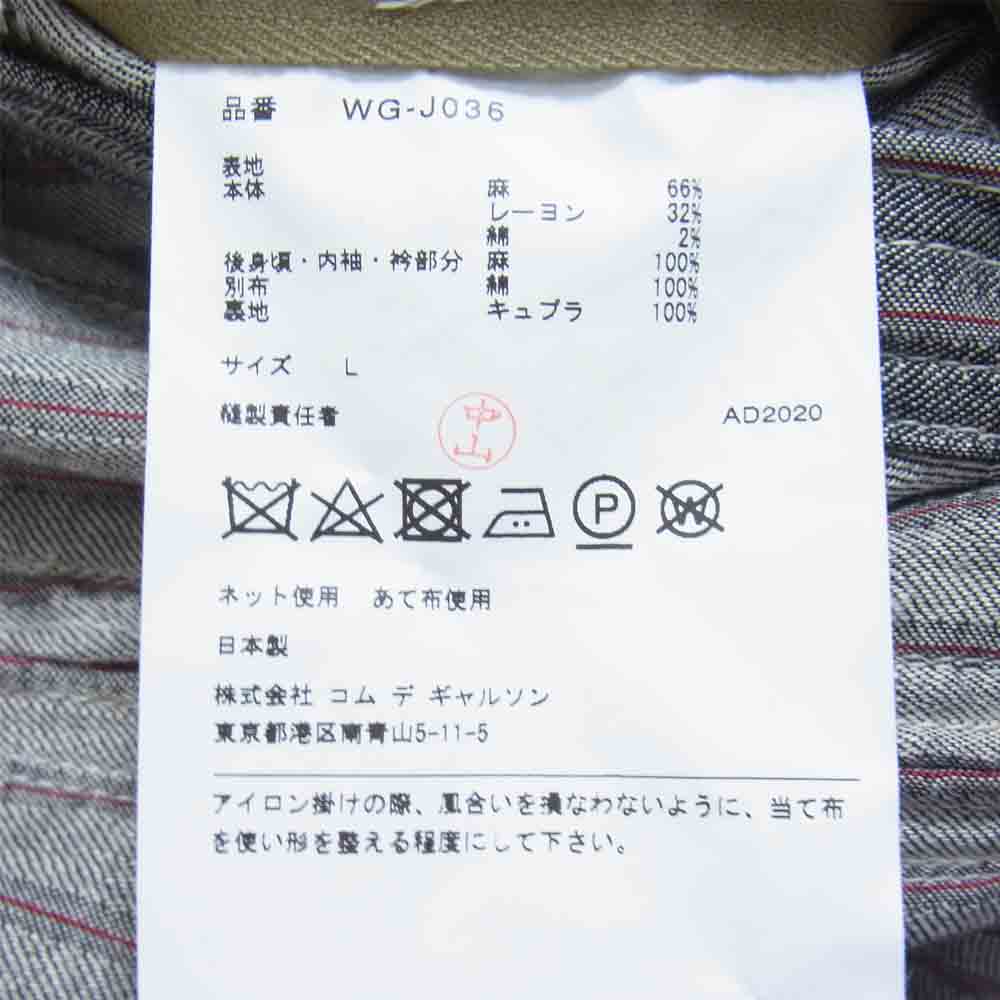 品番 WG-J036
表地
本体 麻 66%
レーヨン 32%
綿 2%
後身頃・内袖・衿部分 麻 100%
別布 綿 100%
裏地 キュプラ 100%
サイズ L
縫製責任者 中山 AD2020
P W
ネット使用 あて布使用
日本製
株式会社 コム デ ギャルソン
東京都港区南青山5-11-5
アイロン掛けの際、風合いを損なわないように、当て布
を使い形を整える程度にして下さい。